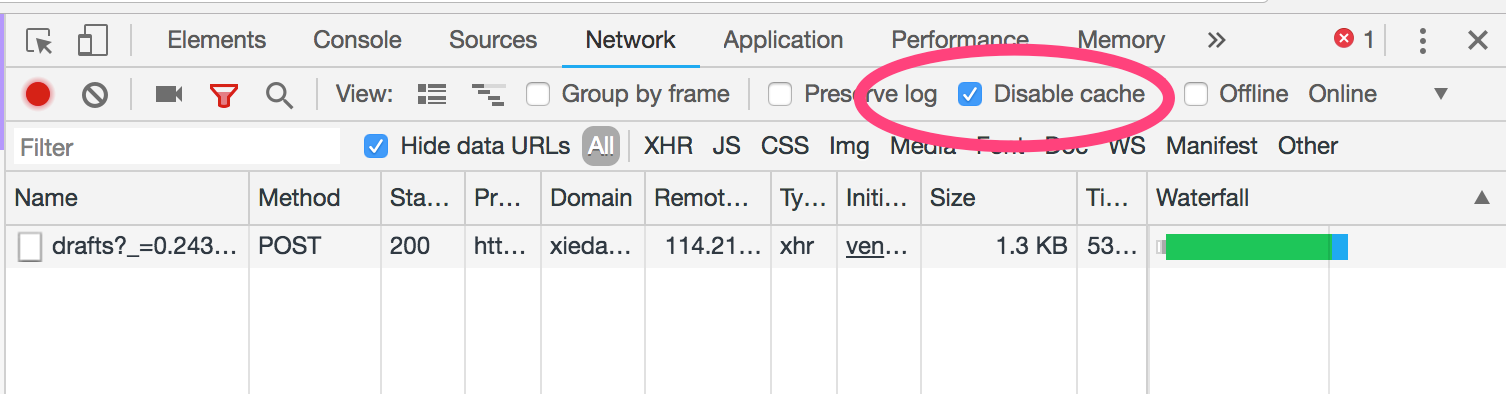 Elements Console Sources Network Application Performance Memory » 1
View: Group by frame Preserve log Disable cache Offline Online
Filter Hide data URLs All XHR JS CSS Img Media Font Doc WS Manifest Other
Name Method Sta... Pr... Domain Remot... Ty... Initi... Size Ti... Waterfall
drafts?_=0.243... POST 200 htt... xieda... 114.21... xhr ven... 1.3 KB 53...